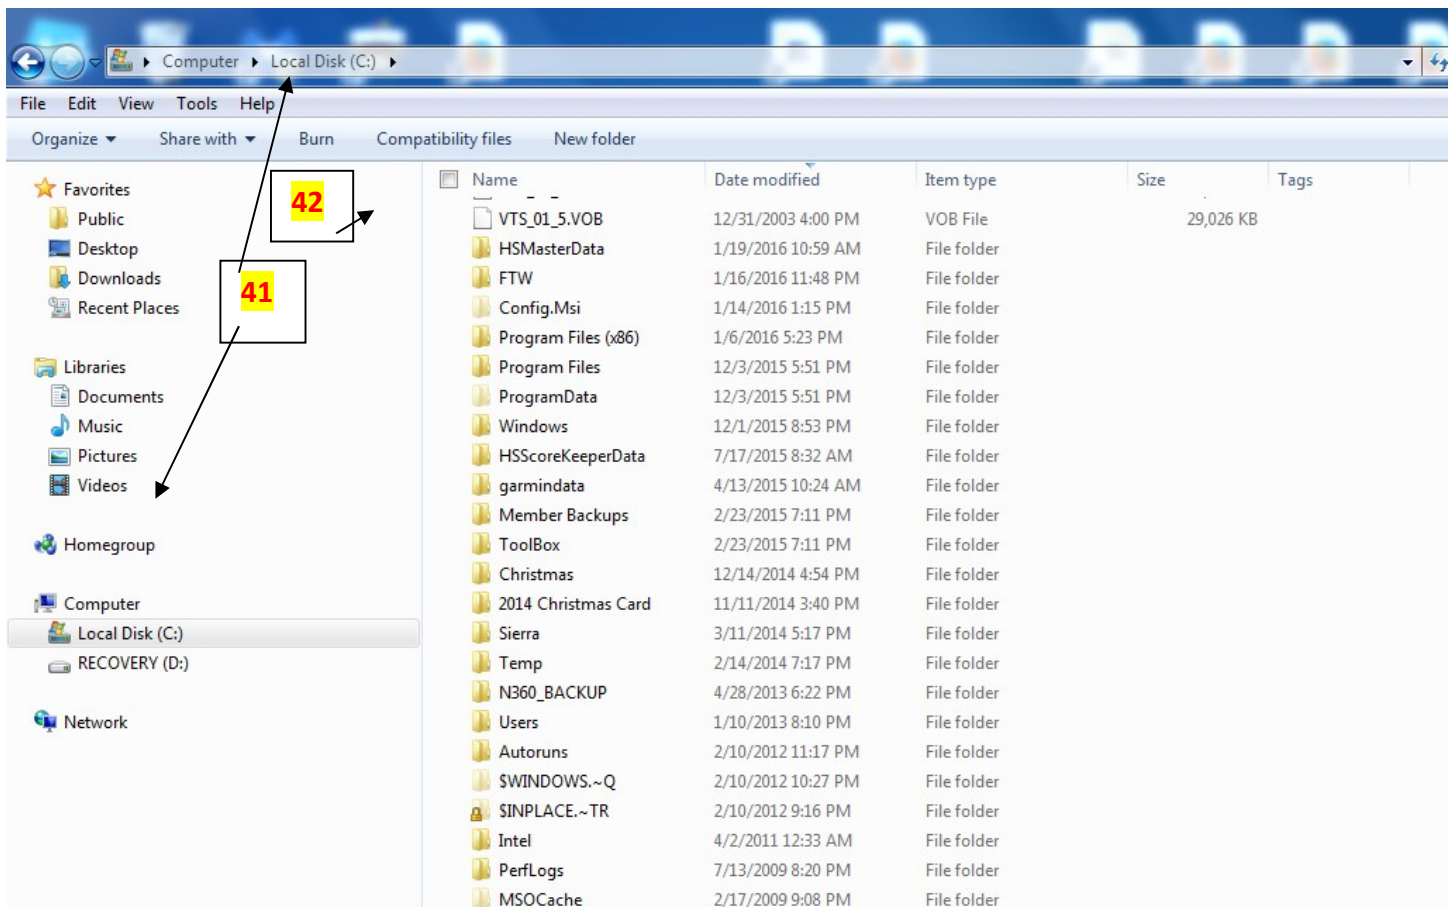 Computer Local Disk (C:)
File Edit View Tools Help
Organize Share with Burn Compatibility files New folder
Favorites
Public
Desktop
Downloads
Recent Places
Libraries
Documents
Music
Pictures
Videos
Homegroup
Computer
Local Disk (C:)
RECOVERY (D:)
Network
42
41
Name Date modified Item type Size Tags
VTS_01_5.VOB 12/31/2003 4:00 PM VOB File 29,026 KB
HSMasterData 1/19/2016 10:59 AM File folder
FTW 1/16/2016 11:48 PM File folder
Config.Msi 1/14/2016 1:15 PM File folder
Program Files (x86) 1/6/2016 5:23 PM File folder
Program Files 12/3/2015 5:51 PM File folder
ProgramData 12/3/2015 5:51 PM File folder
Windows 12/1/2015 8:53 PM File folder
HSScoreKeeperData 7/17/2015 8:32 AM File folder
garmindata 4/13/2015 10:24 AM File folder
Member Backups 2/23/2015 7:11 PM File folder
ToolBox 2/23/2015 7:11 PM File folder
Christmas 12/14/2014 4:54 PM File folder
2014 Christmas Card 11/11/2014 3:40 PM File folder
Sierra 3/11/2014 5:17 PM File folder
Temp 2/14/2014 7:17 PM File folder
N360_BACKUP 4/28/2013 6:22 PM File folder
Users 1/10/2013 8:10 PM File folder
Autoruns 2/10/2012 11:17 PM File folder
$WINDOWS.~Q 2/10/2012 10:27 PM File folder
$INPLACE.~TR 2/10/2012 9:16 PM File folder
Intel 4/2/2011 12:33 AM File folder
PerfLogs 7/13/2009 8:20 PM File folder
MSOCache 2/17/2009 9:08 PM File folder